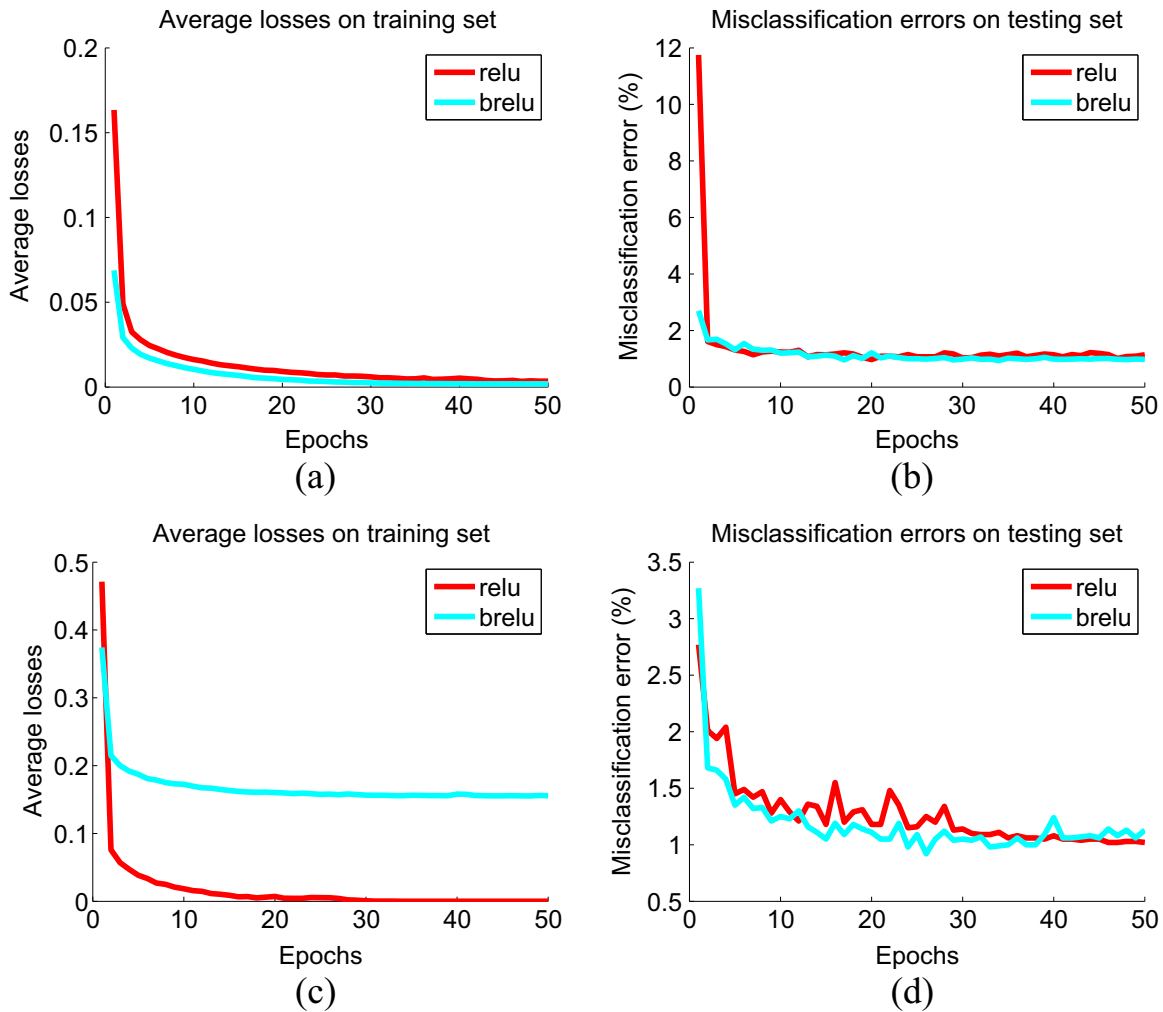 Average losses on training set
0.2
0.15
0.1
0.05
0
Average losses
relu
brelu
0 10 20 30 40 50
Epochs
(a)
Misclassification errors on testing set
12
10
8
6
4
2
0
Misclassification error (%)
relu
brelu
0 10 20 30 40 50
Epochs
(b)
Average losses on training set
0.5
0.4
0.3
0.2
0.1
0
Average losses
relu
brelu
0 10 20 30 40 50
Epochs
(c)
Misclassification errors on testing set
3.5
3
2.5
2
1.5
1
0.5
Misclassification error (%)
relu
brelu
0 10 20 30 40 50
Epochs
(d)